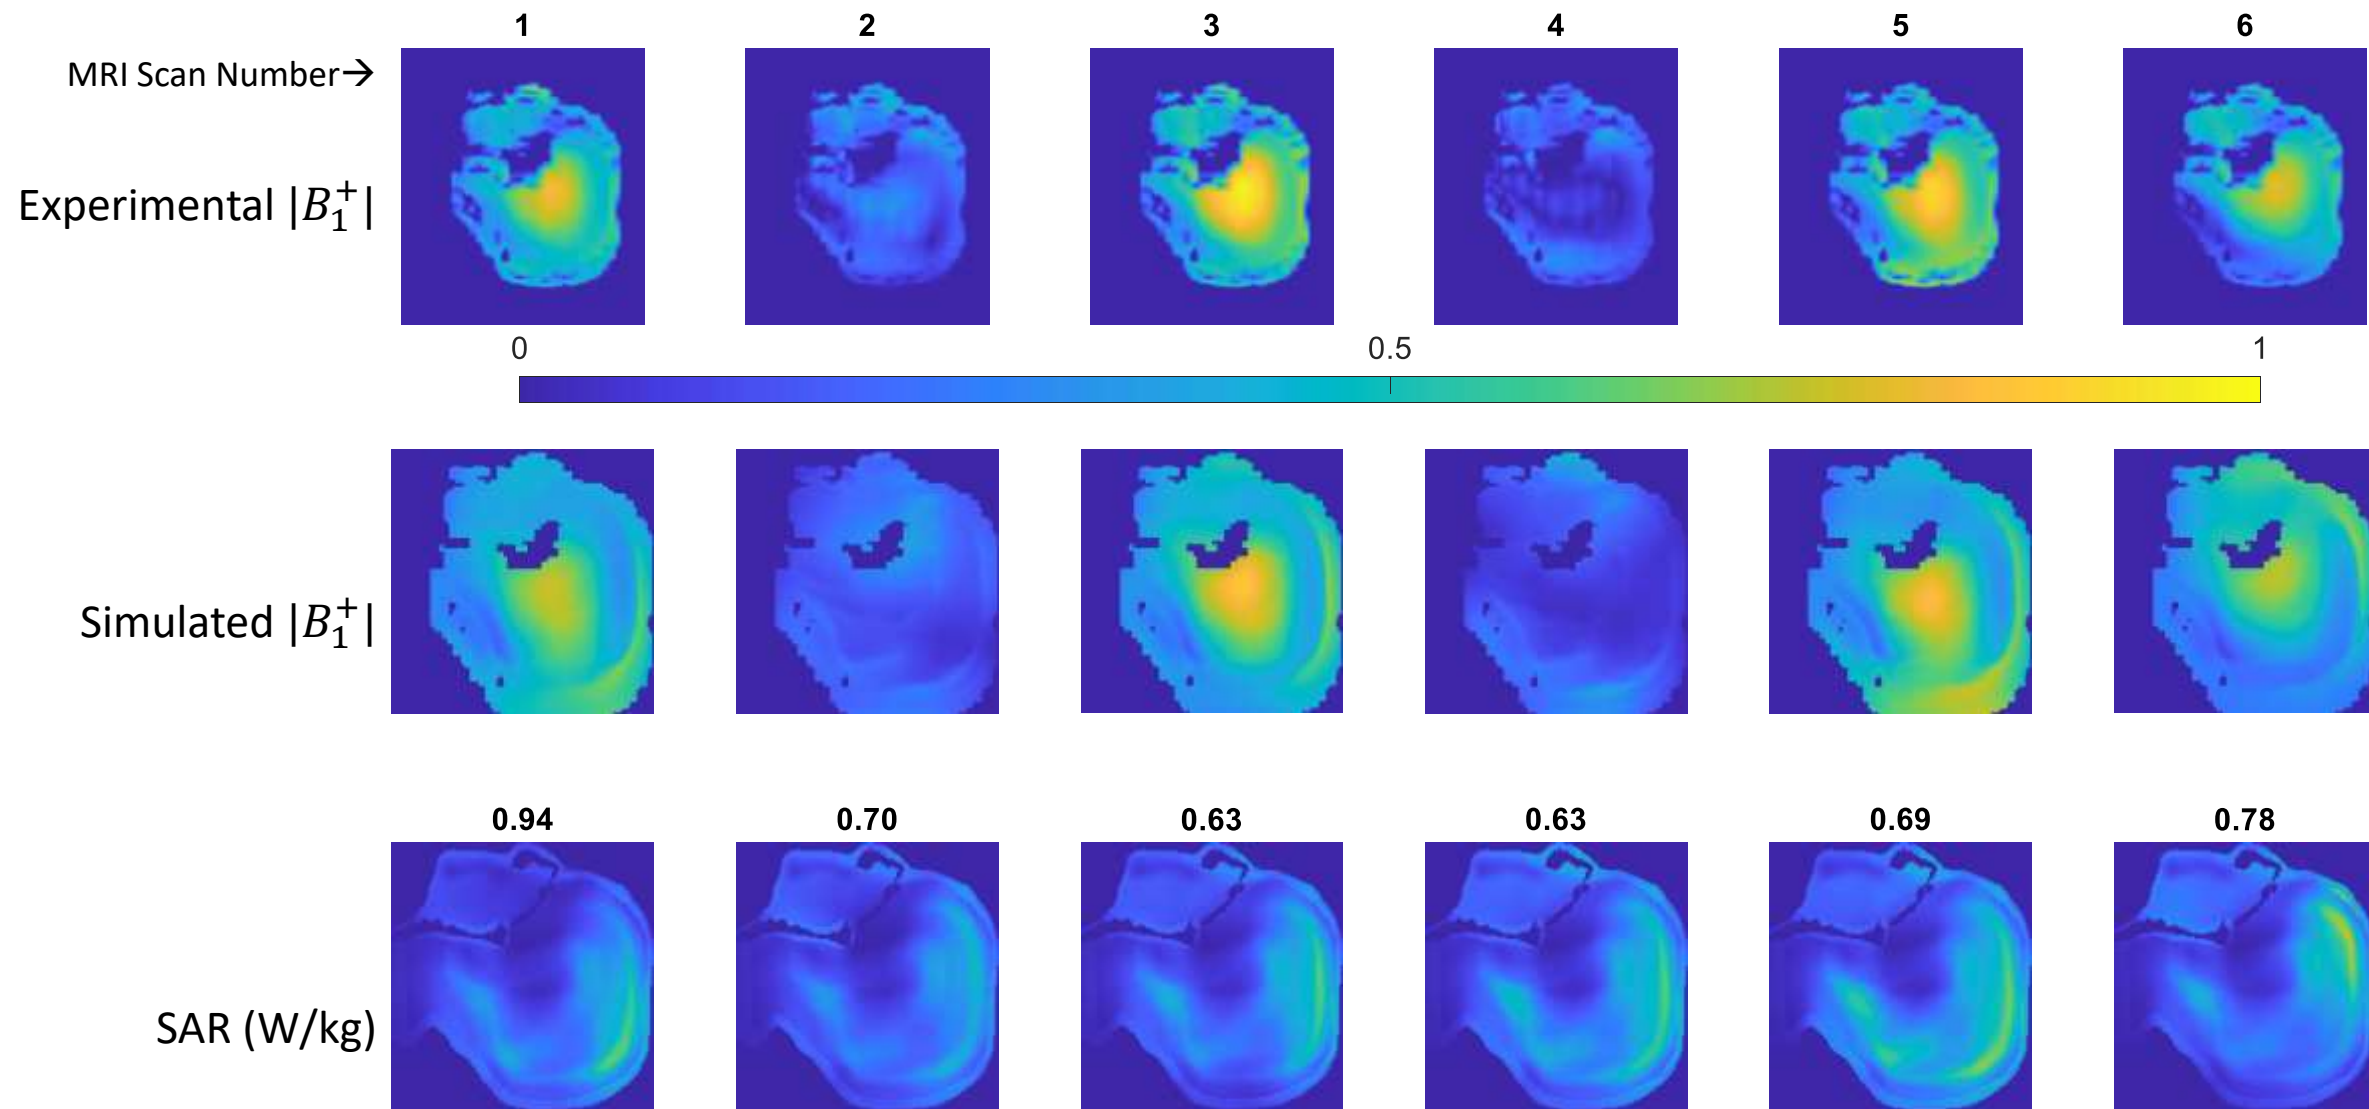 1 2 3 4 5 6
MRI Scan Number→
Experimental |B₁⁺|
0 0.5 1
Simulated |B₁⁺|
0.94 0.70 0.63 0.63 0.69 0.78
SAR (W/kg)